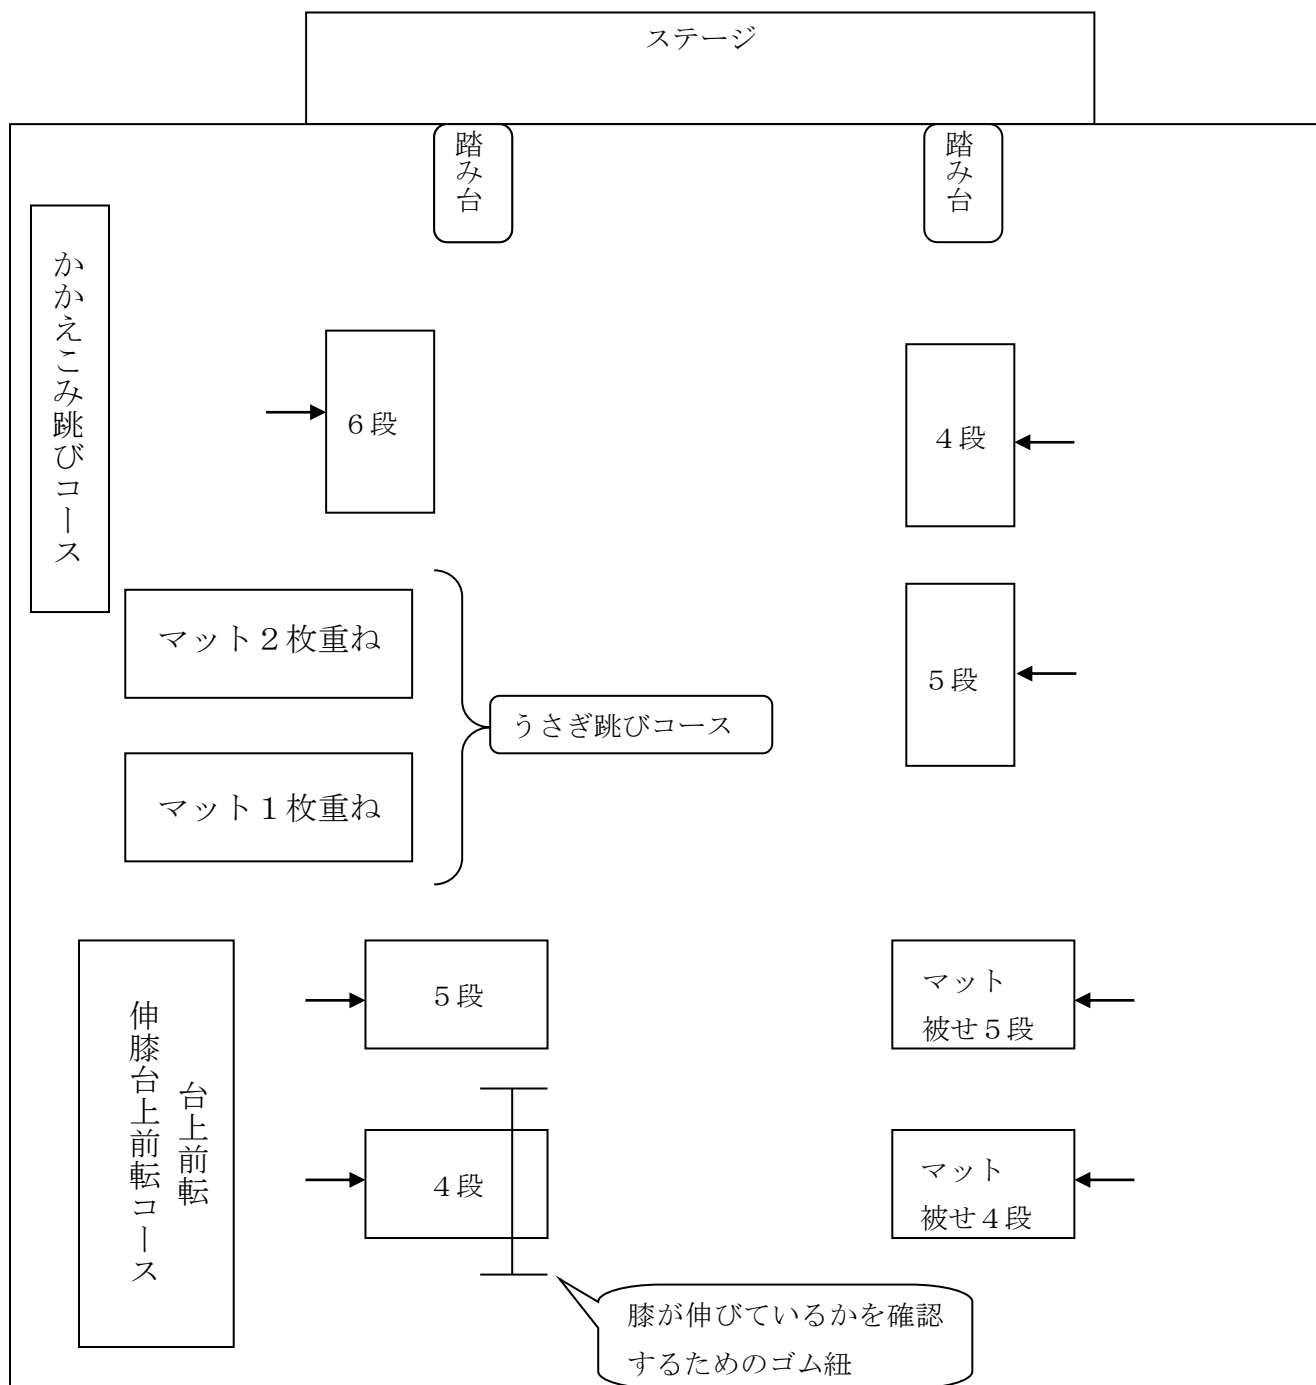 ステージ
踏み台
踏み台
かかえこみ跳びコース
６段
４段
マット２枚重ね
５段
うさぎ跳びコース
マット１枚重ね
台上前転
伸膝台上前転コース
５段
マット
被せ５段
４段
マット
被せ４段
膝が伸びているかを確認
するためのゴム紐